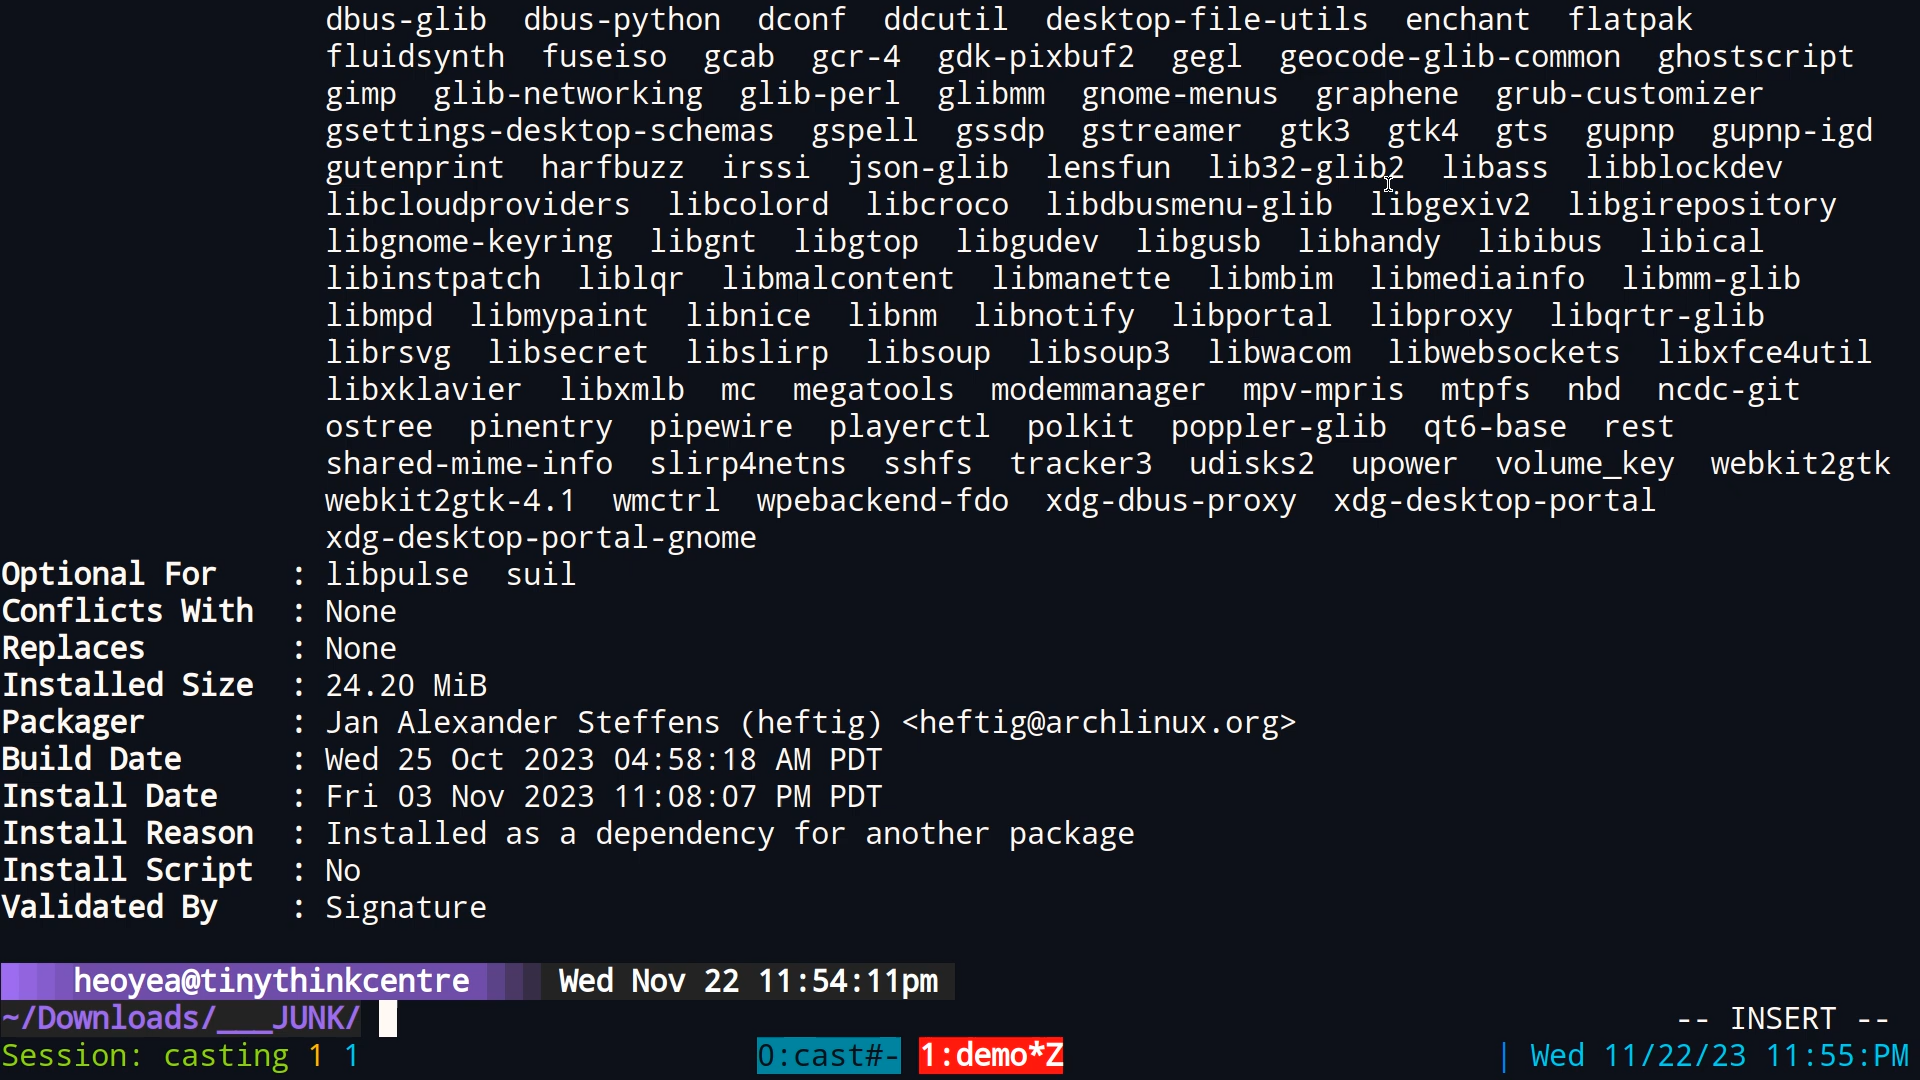 dbus-glib  dbus-python  dconf  ddcutil  desktop-file-utils  enchant  flatpak
fluidsynth  fuseiso  gcab  gcr-4  gdk-pixbuf2  gegl  geocode-glib-common  ghostscript
gimp  glib-networking  glib-perl  glibmm  gnome-menus  graphene  grub-customizer
gsettings-desktop-schemas  gspell  gssdp  gstreamer  gtk3  gtk4  gts  gupnp  gupnp-igd
gutenprint  harfbuzz  irssi  json-glib  lensfun  lib32-glib2  libass  libblockdev
libcloudproviders  libcolord  libcroco  libdbusmenu-glib  libgexiv2  libgirepository
libgnome-keyring  libgnt  libgtop  libgudev  libgusb  libhandy  libibus  libical
libinstpatch  liblqr  libmalcontent  libmanette  libmbim  libmediainfo  libmm-glib
libmpd  libmypaint  libnice  libnm  libnotify  libportal  libproxy  libqrtr-glib
librsvg  libsecret  libslirp  libsoup  libsoup3  libwacom  libwebsockets  libxfce4util
libxklavier  libxmlb  mc  megatools  modemmanager  mpv-mpris  mtpfs  nbd  ncdc-git
ostree  pinentry  pipewire  playerctl  polkit  poppler-glib  qt6-base  rest
shared-mime-info  slirp4netns  sshfs  tracker3  udisks2  upower  volume_key  webkit2gtk
webkit2gtk-4.1  wmctrl  wpebackend-fdo  xdg-dbus-proxy  xdg-desktop-portal
xdg-desktop-portal-gnome
Optional For    : libpulse  suil
Conflicts With  : None
Replaces        : None
Installed Size  : 24.20 MiB
Packager        : Jan Alexander Steffens (heftig) <heftig@archlinux.org>
Build Date      : Wed 25 Oct 2023 04:58:18 AM PDT
Install Date    : Fri 03 Nov 2023 11:08:07 PM PDT
Install Reason  : Installed as a dependency for another package
Install Script  : No
Validated By    : Signature
heoyea@tinythinkcentre  Wed Nov 22 11:54:11pm
~/Downloads/___JUNK/  -- INSERT --
Session: casting 1 1  0:cast#-  1:demo*Z  | Wed 11/22/23 11:55:PM